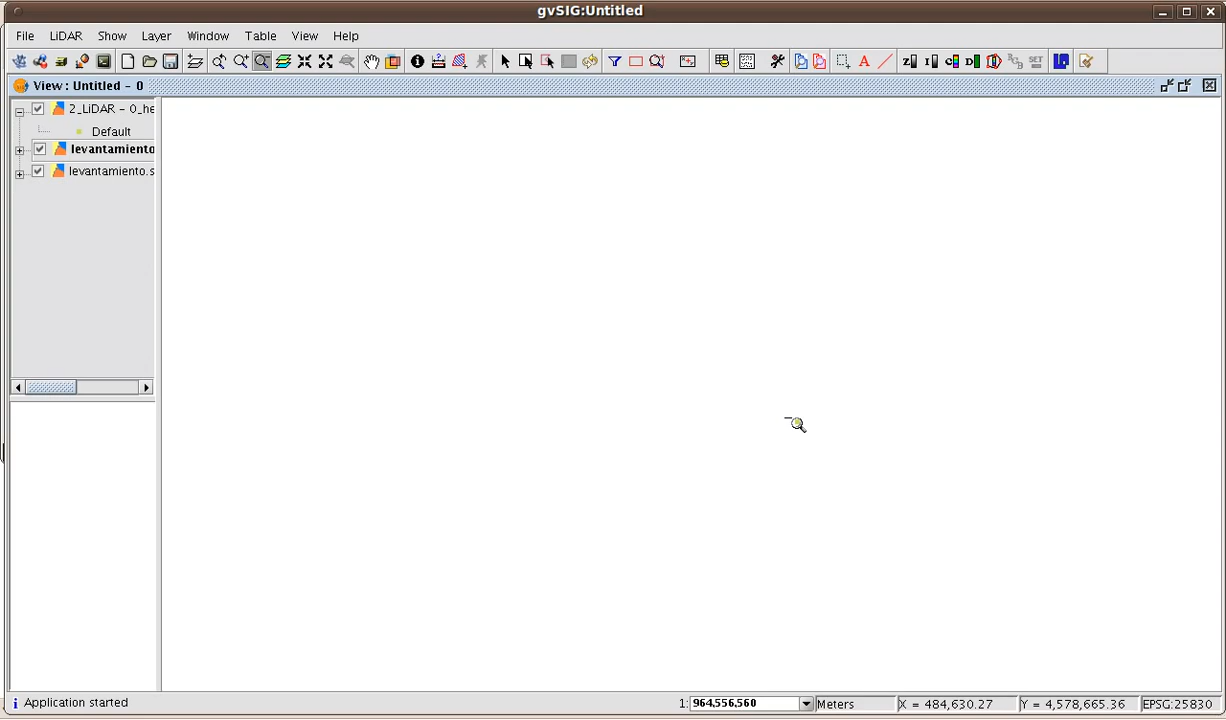 gvSIG:Untitled
File LiDAR Show Layer Window Table View Help
View : Untitled - 0
2_LiDAR - 0_he
Default
levantamiento
levantamiento.s
Application started
1: 964,556,560 Meters X = 484,630.27 Y = 4,578,665.36 EPSG:25830